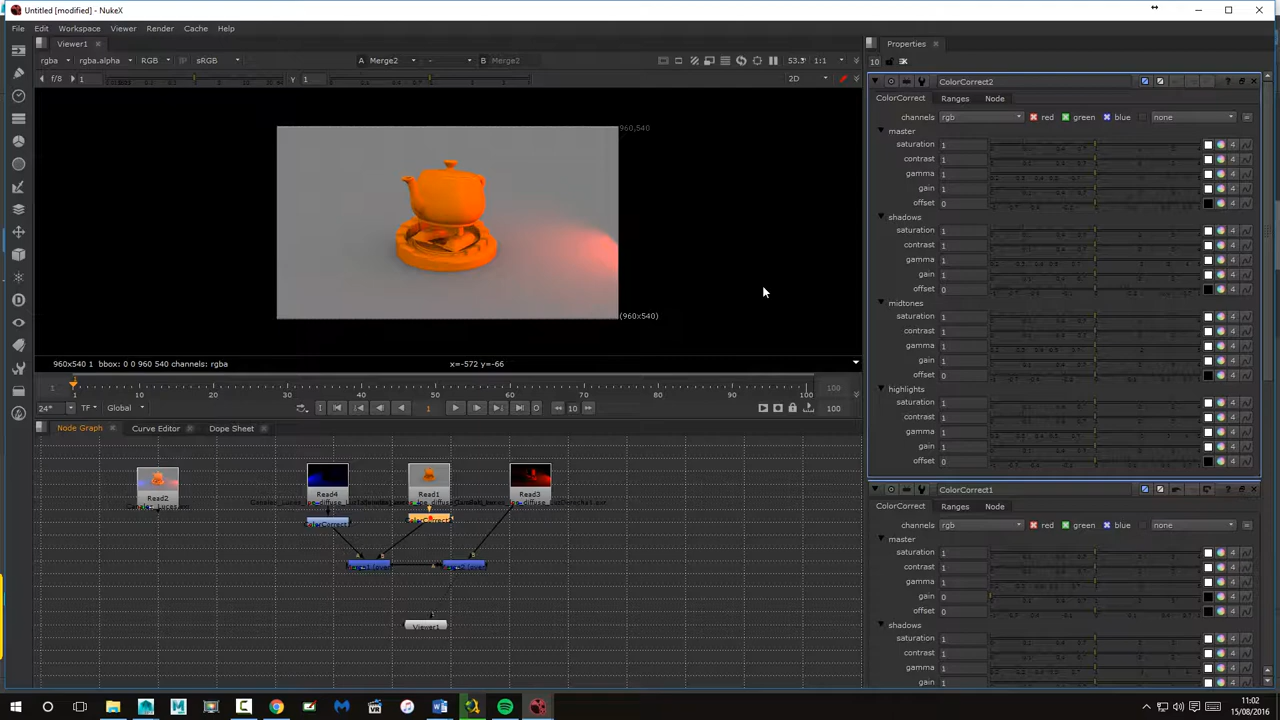 Untitled [modified] - NukeX
File Edit Workspace Viewer Render Cache Help
Viewer1
rgba rgba.alpha RGB sRGB A Merge2 - B Merge2 53.3 1:1
f/8 1 Y 1 2D
960,540
(960x540)
960x540 1 bbox: 0 0 960 540 channels: rgba x=-572 y=-66
1 1 10 20 30 40 50 60 70 80 90 100 100
24* TF Global 1 10 100
Node Graph Curve Editor Dope Sheet
Read2
Read4
Read1
Read3
Viewer1
Properties
10
ColorCorrect2
ColorCorrect Ranges Node
channels rgb red green blue none
master
saturation 1
contrast 1
gamma 1
gain 1
offset 0
shadows
saturation 1
contrast 1
gamma 1
gain 1
offset 0
midtones
saturation 1
contrast 1
gamma 1
gain 1
offset 0
highlights
saturation 1
contrast 1
gamma 1
gain 1
offset 0
ColorCorrect1
ColorCorrect Ranges Node
channels rgb red green blue none
master
saturation 1
contrast 1
gamma 1
gain 0
offset 0
shadows
saturation 1
contrast 1
gamma 1
gain 1
11:02
15/08/2016